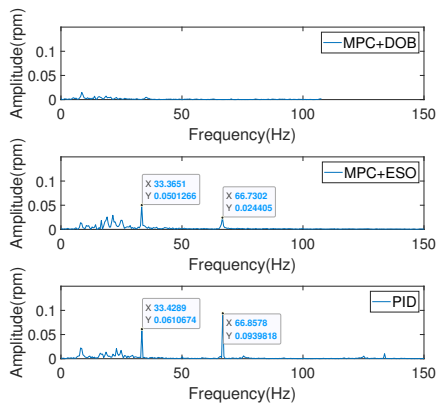 Amplitude(rpm)
0.1
0.05
0
MPC+DOB
0 50 100 150
Frequency(Hz)
Amplitude(rpm)
0.1
0.05
0
X 33.3651
Y 0.0501266
X 66.7302
Y 0.024405
MPC+ESO
0 50 100 150
Frequency(Hz)
Amplitude(rpm)
0.1
0.05
0
X 33.4289
Y 0.0610674
X 66.8578
Y 0.0939818
PID
0 50 100 150
Frequency(Hz)